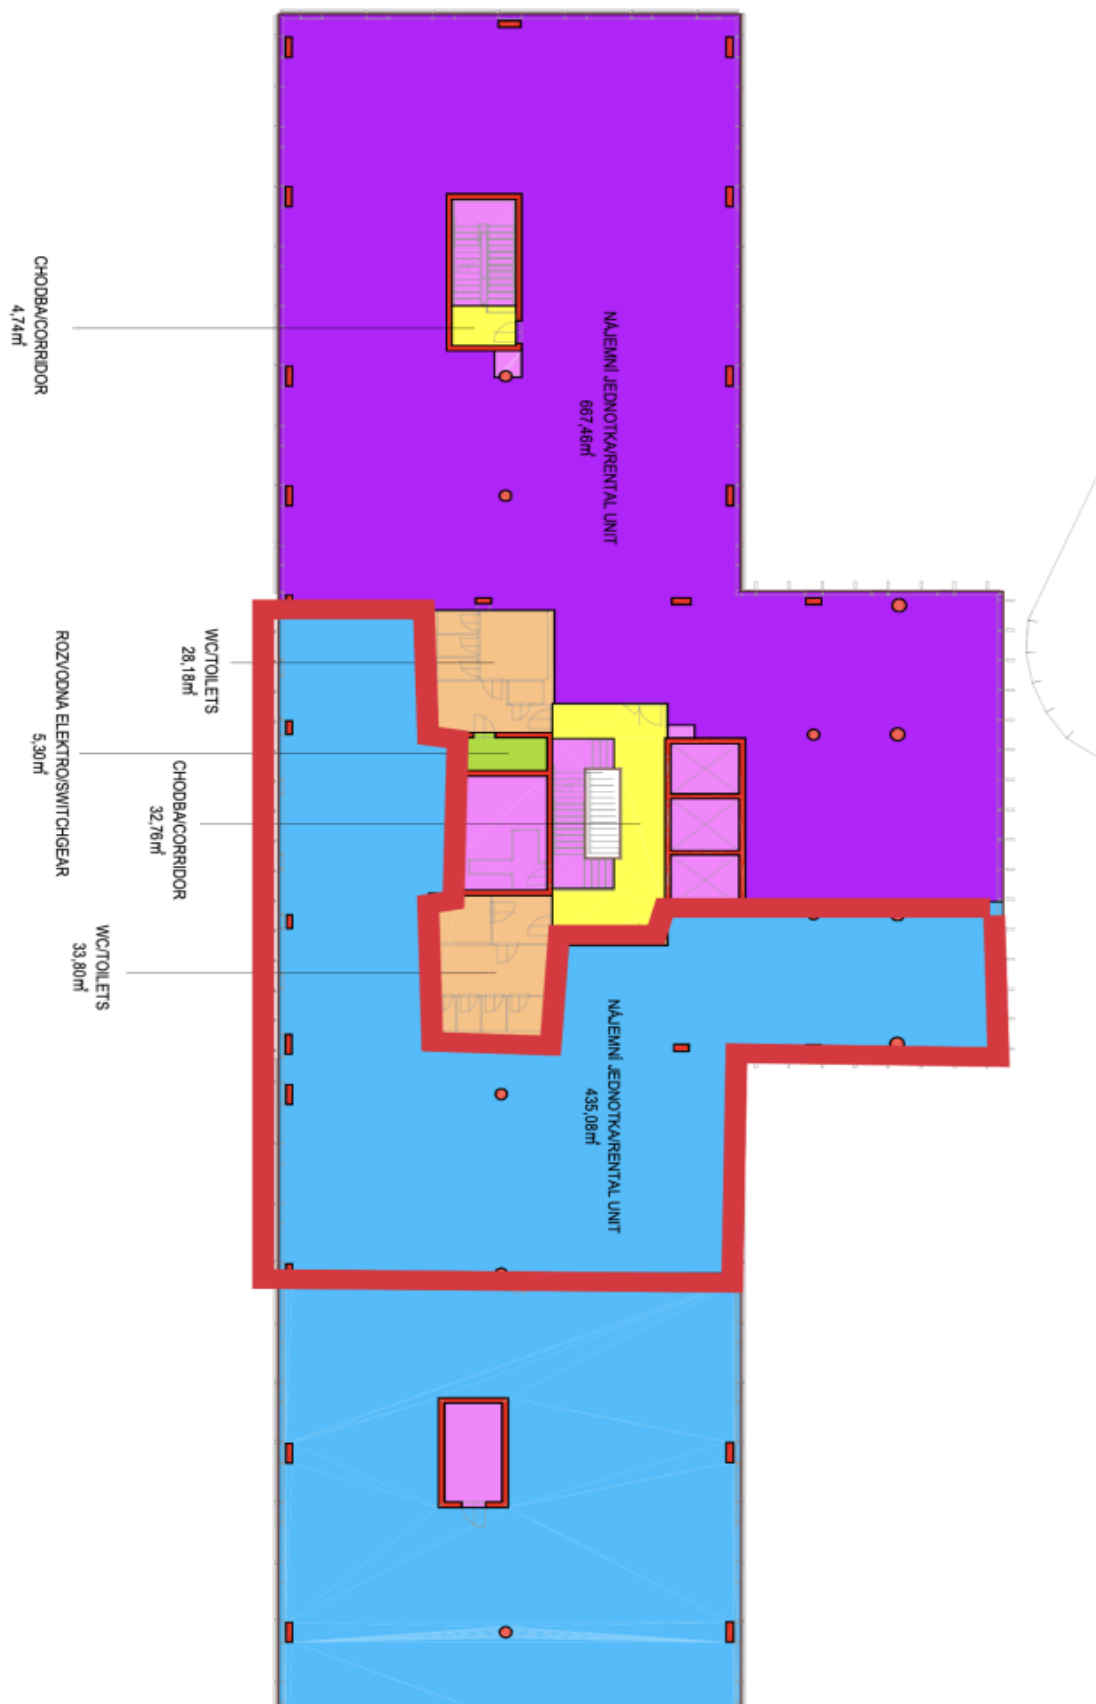 NÁJEMNÍ JEDNOTKA/RENTAL UNIT
667,46m²
CHODBA/CORRIDOR
4,74m²
WC/TOILETS
28,18m²
ROZVODNA ELEKTRO/SWITCHGEAR
5,30m²
CHODBA/CORRIDOR
32,76m²
WC/TOILETS
33,80m²
NÁJEMNÍ JEDNOTKA/RENTAL UNIT
435,08m²